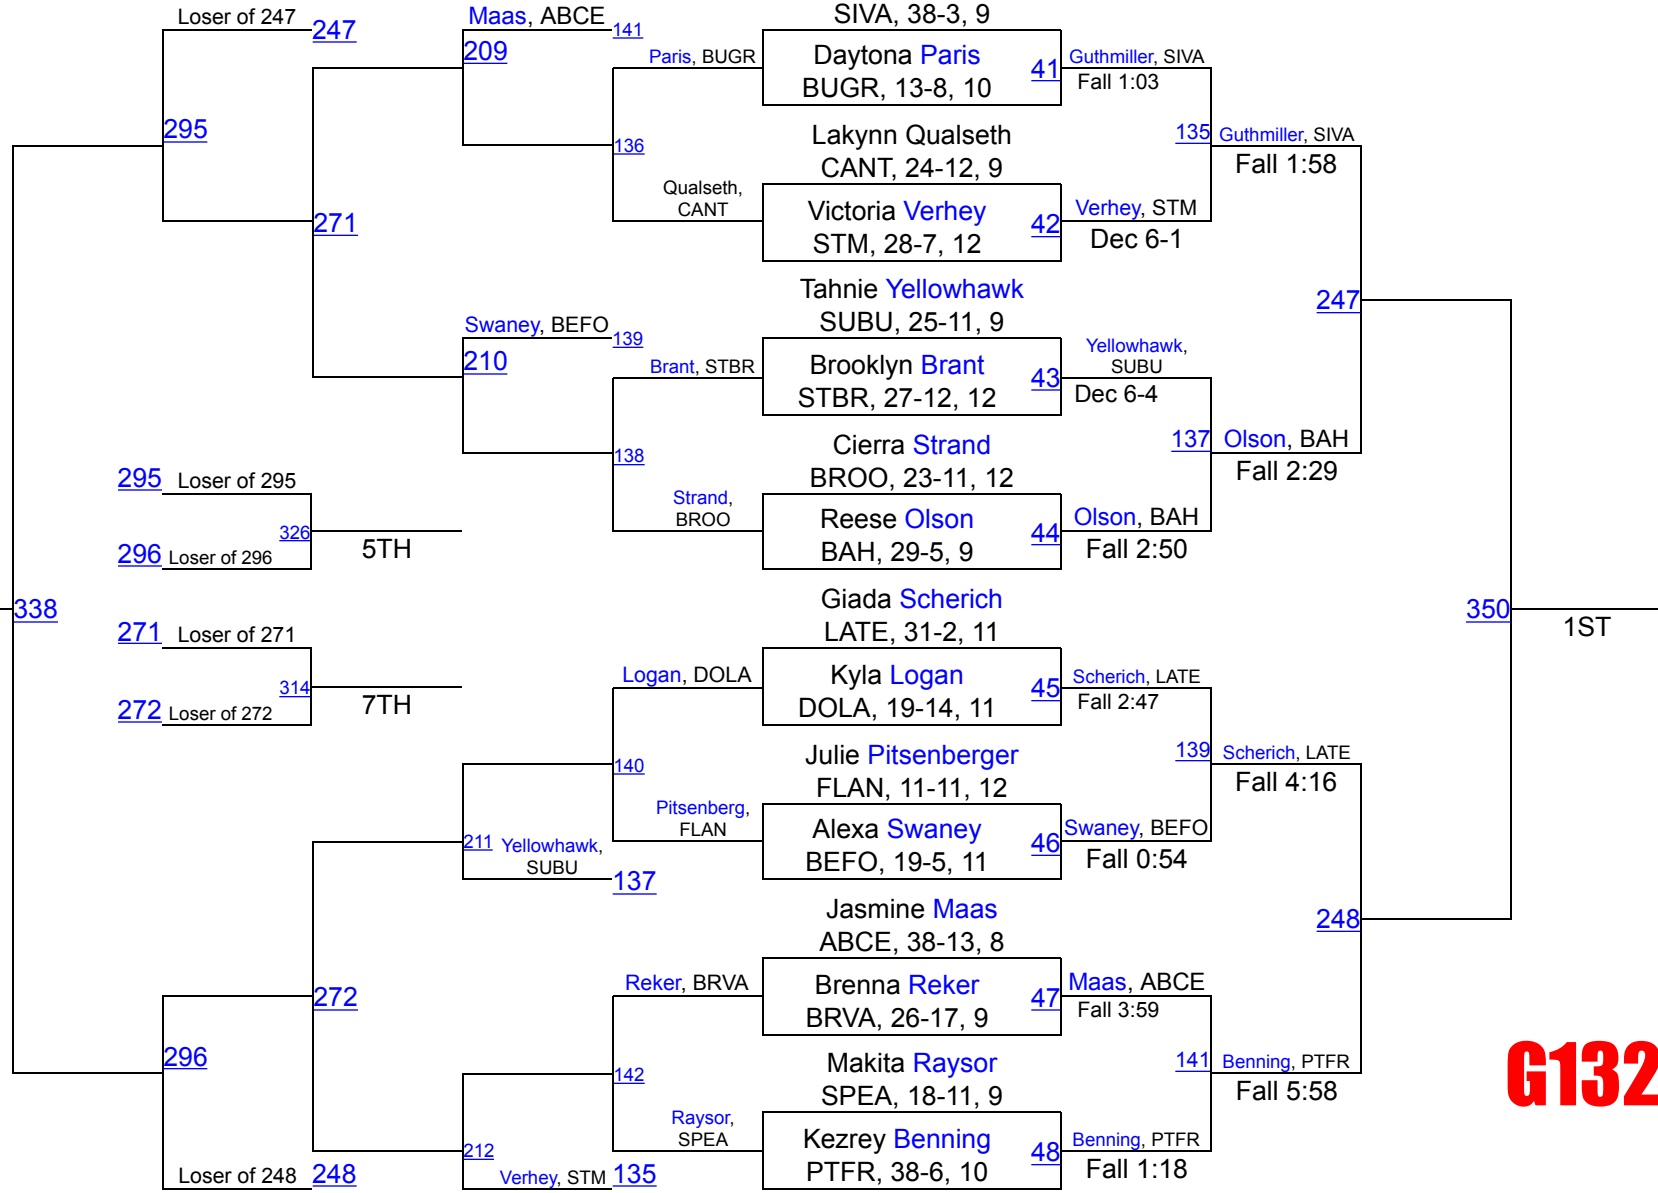 Loser of 247 247
295
209
Maas, ABCE 141
Paris, BUGR
136
Qualseth,
CANT
271
Swaney, BEFO 139
210
Brant, STBR
138
Strand,
BROO
295 Loser of 295
326
296 Loser of 296
5TH
338
271 Loser of 271
314
272 Loser of 272
7TH
Logan, DOLA
140
Pitsenberg,
FLAN
211 Yellowhawk,
SUBU
137
272
Reker, BRVA
142
Raysor,
SPEA
212
Verhey, STM 135
296
Loser of 248 248
SIVA, 38-3, 9
Daytona Paris
BUGR, 13-8, 10
41
Lakynn Qualseth
CANT, 24-12, 9
Victoria Verhey
STM, 28-7, 12
42
Tahnie Yellowhawk
SUBU, 25-11, 9
Brooklyn Brant
STBR, 27-12, 12
43
Cierra Strand
BROO, 23-11, 12
Reese Olson
BAH, 29-5, 9
44
Giada Scherich
LATE, 31-2, 11
Kyla Logan
DOLA, 19-14, 11
45
Julie Pitsenberger
FLAN, 11-11, 12
Alexa Swaney
BEFO, 19-5, 11
46
Jasmine Maas
ABCE, 38-13, 8
Brenna Reker
BRVA, 26-17, 9
47
Makita Raysor
SPEA, 18-11, 9
Kezrey Benning
PTFR, 38-6, 10
48
Guthmiller, SIVA
Fall 1:03
135
Verhey, STM
Dec 6-1
Yellowhawk,
SUBU
Dec 6-4
137
Olson, BAH
Fall 2:50
Scherich, LATE
Fall 2:47
139
Swaney, BEFO
Fall 0:54
Maas, ABCE
Fall 3:59
141
Benning, PTFR
Fall 1:18
Guthmiller, SIVA
Fall 1:58
247
Olson, BAH
Fall 2:29
Scherich, LATE
Fall 4:16
248
Benning, PTFR
Fall 5:58
350
1ST
G132